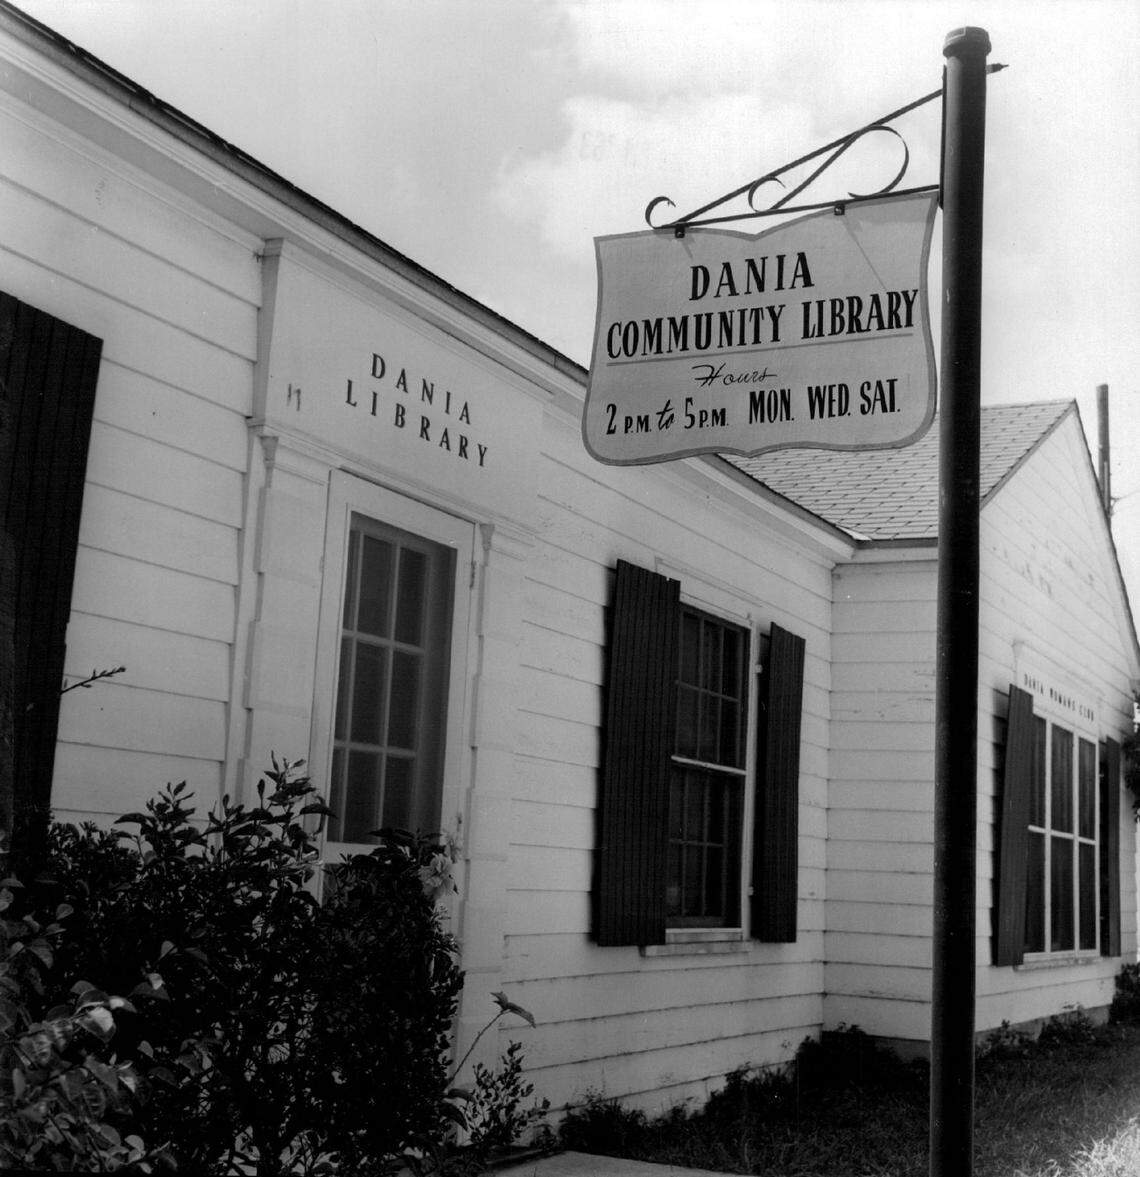 DANIA
COMMUNITY LIBRARY
Hours
2 P.M. to 5 P.M. MON. WED. SAT.
DANIA
LIBRARY
DANIA WOMANS CLUB